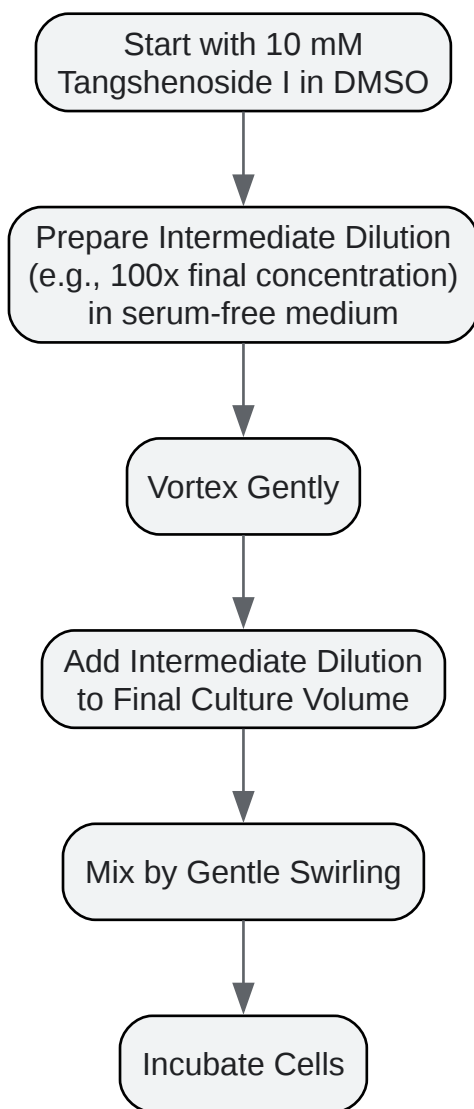 Start with 10 mM
Tangshenoside I in DMSO
Prepare Intermediate Dilution
(e.g., 100x final concentration)
in serum-free medium
Vortex Gently
Add Intermediate Dilution
to Final Culture Volume
Mix by Gentle Swirling
Incubate Cells